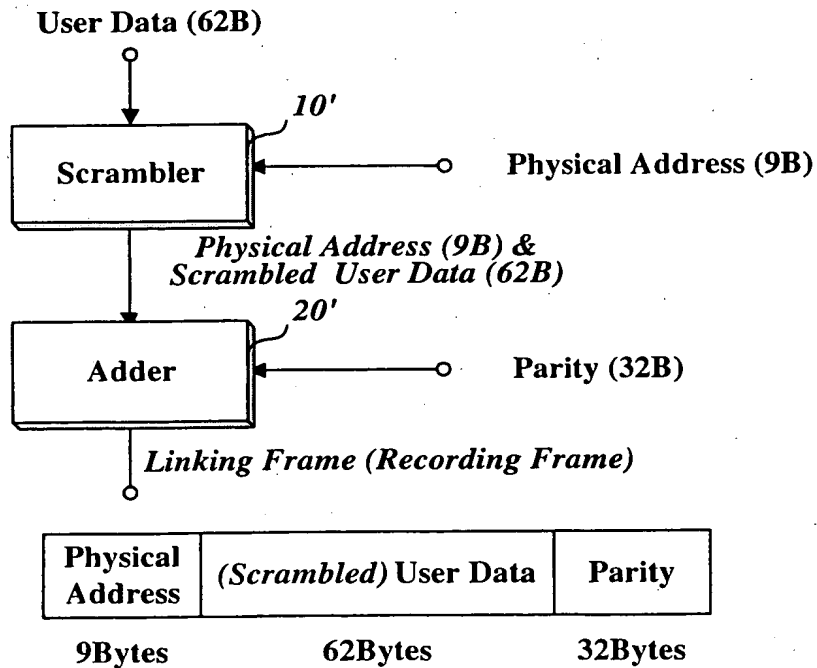 User Data (62B)
10'
Scrambler
Physical Address (9B)
Physical Address (9B) &
Scrambled User Data (62B)
20'
Adder
Parity (32B)
Linking Frame (Recording Frame)
Physical
Address
(Scrambled) User Data
Parity
9Bytes
62Bytes
32Bytes